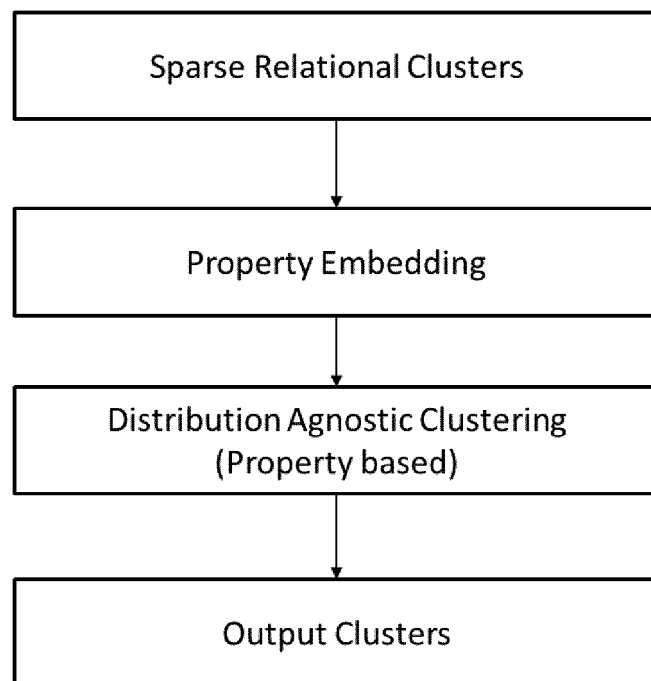 Sparse Relational Clusters
Property Embedding
Distribution Agnostic Clustering
(Property based)
Output Clusters